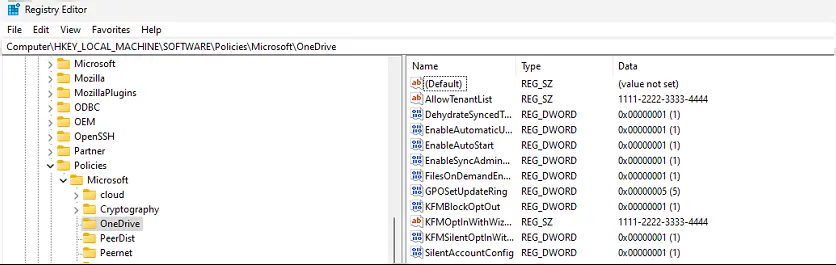 Registry Editor
File Edit View Favorites Help
Computer\HKEY_LOCAL_MACHINE\SOFTWARE\Policies\Microsoft\OneDrive
Microsoft
Mozilla
MozillaPlugins
ODBC
OEM
OpenSSH
Partner
Policies
Microsoft
cloud
Cryptography
OneDrive
PeerDist
Peernet
Name Type Data
(Default) REG_SZ (value not set)
AllowTenantList REG_SZ 1111-2222-3333-4444
DehydrateSyncedT... REG_DWORD 0x00000001 (1)
EnableAutomaticU... REG_DWORD 0x00000001 (1)
EnableAutoStart REG_DWORD 0x00000001 (1)
EnableSyncAdmin... REG_DWORD 0x00000001 (1)
FilesOnDemandEn... REG_DWORD 0x00000001 (1)
GPOSetUpdateRing REG_DWORD 0x00000005 (5)
KFMBlockOptOut REG_DWORD 0x00000001 (1)
KFMOptInWithWiz... REG_SZ 1111-2222-3333-4444
KFMSilentOptInWit... REG_DWORD 0x00000001 (1)
SilentAccountConfig REG_DWORD 0x00000001 (1)